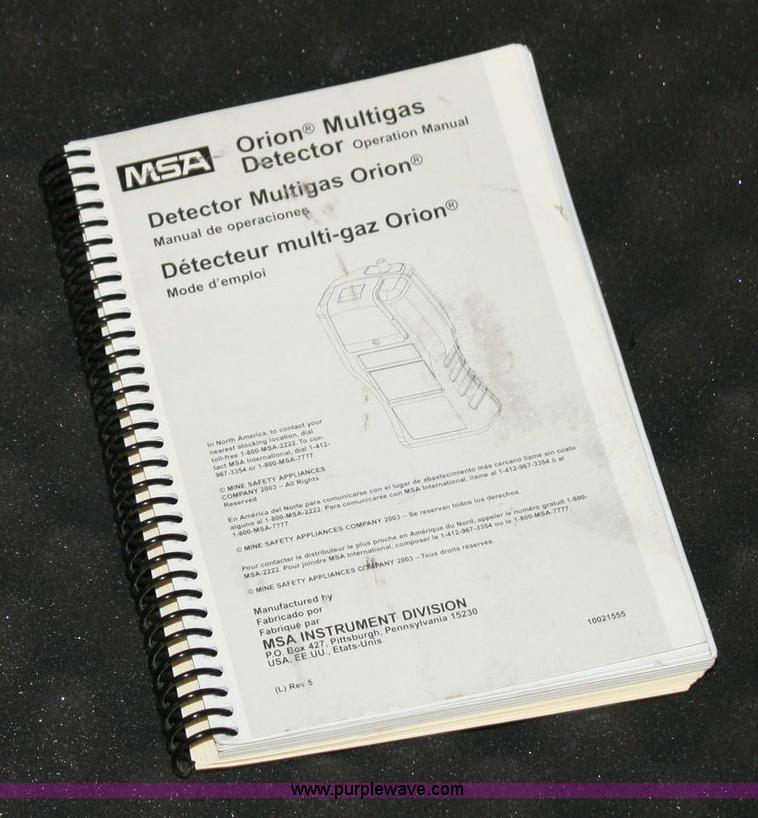 MSA
Orion® Multigas
Detector Operation Manual
Detector Multigas Orion®
Manual de operaciones
Détecteur multi-gaz Orion®
Mode d'emploi
In North America, to contact your
nearest stocking location, dial
toll-free 1-800-MSA-2222. To con-
tact MSA International, dial 1-412-
967-3354 or 1-800-MSA-7777.
© MINE SAFETY APPLIANCES
COMPANY 2003 – All Rights
Reserved
En América del Norte para comunicarse con el lugar de abastecimiento más cercano llame sin costo
alguno al 1-800-MSA-2222. Para comunicarse con MSA International, llame al 1-412-967-3354 ó al
1-800-MSA-7777.
© MINE SAFETY APPLIANCES COMPANY 2003 – Se reservan todos los derechos.
Pour contacter le distributeur le plus proche en Amérique du Nord, appeler le numéro gratuit 1-800-
MSA-2222. Pour joindre MSA International, composer le 1-412-967-3354 ou le 1-800-MSA-7777.
© MINE SAFETY APPLIANCES COMPANY 2003 – Tous droits réservés.
Manufactured by
Fabricado por
Fabriqué par
MSA INSTRUMENT DIVISION
P.O. Box 427, Pittsburgh, Pennsylvania 15230
USA, EE.UU., Etats-Unis
(L) Rev 5
10021555
www.purplewave.com